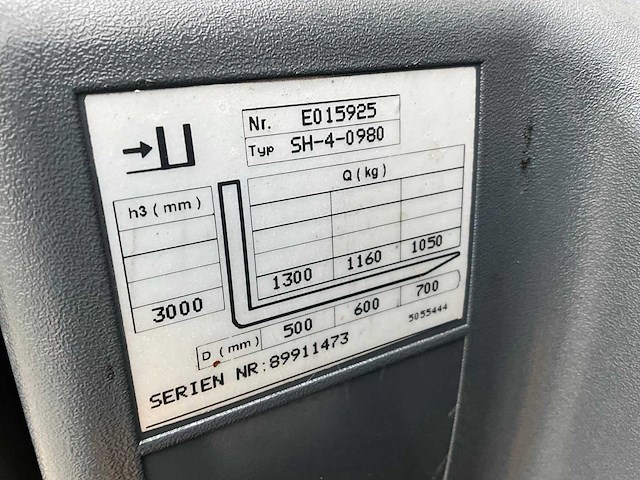 Nr. E015925
Typ SH-4-0980
h3 (mm)
Q (kg)
3000
1300 1160 1050
D (mm) 500 600 700
5055444
SERIEN NR:89911473